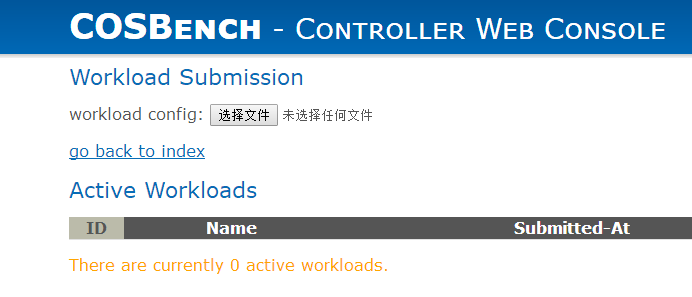 COSBENCH - CONTROLLER WEB CONSOLE
Workload Submission
workload config: 选择文件 未选择任何文件
go back to index
Active Workloads
ID Name Submitted-At
There are currently 0 active workloads.